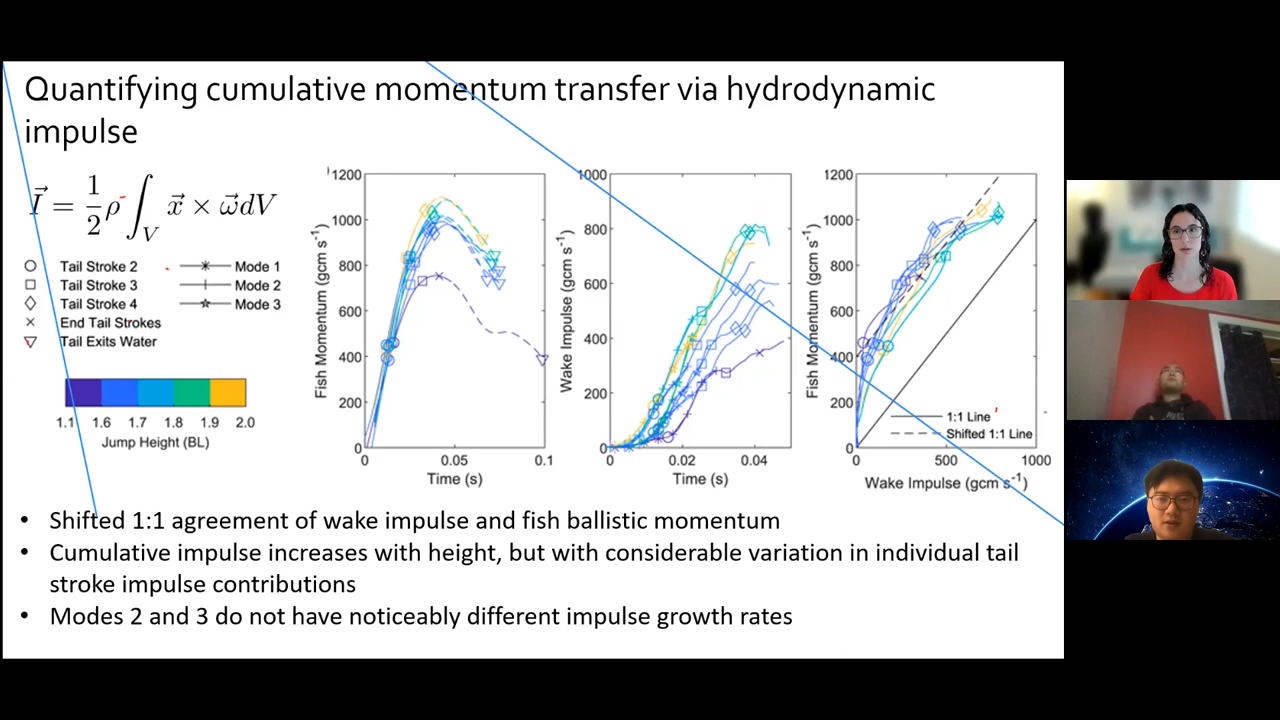 Quantifying cumulative momentum transfer via hydrodynamic
impulse
I⃗ = 1/2 ρ ∫_V x⃗ × ω⃗ dV
Tail Stroke 2
Tail Stroke 3
Tail Stroke 4
End Tail Strokes
Tail Exits Water
Mode 1
Mode 2
Mode 3
1.1 1.6 1.7 1.8 1.9 2.0
Jump Height (BL)
Fish Momentum (gcm s⁻¹)
1200
1000
800
600
400
200
0
0 0.05 0.1
Time (s)
Wake Impulse (gcm s⁻¹)
1000
800
600
400
200
0
0 0.02 0.04
Time (s)
Fish Momentum (gcm s⁻¹)
1200
1000
800
600
400
200
0
1:1 Line
Shifted 1:1 Line
0 500 1000
Wake Impulse (gcm s⁻¹)
• Shifted 1:1 agreement of wake impulse and fish ballistic momentum
• Cumulative impulse increases with height, but with considerable variation in individual tail
stroke impulse contributions
• Modes 2 and 3 do not have noticeably different impulse growth rates